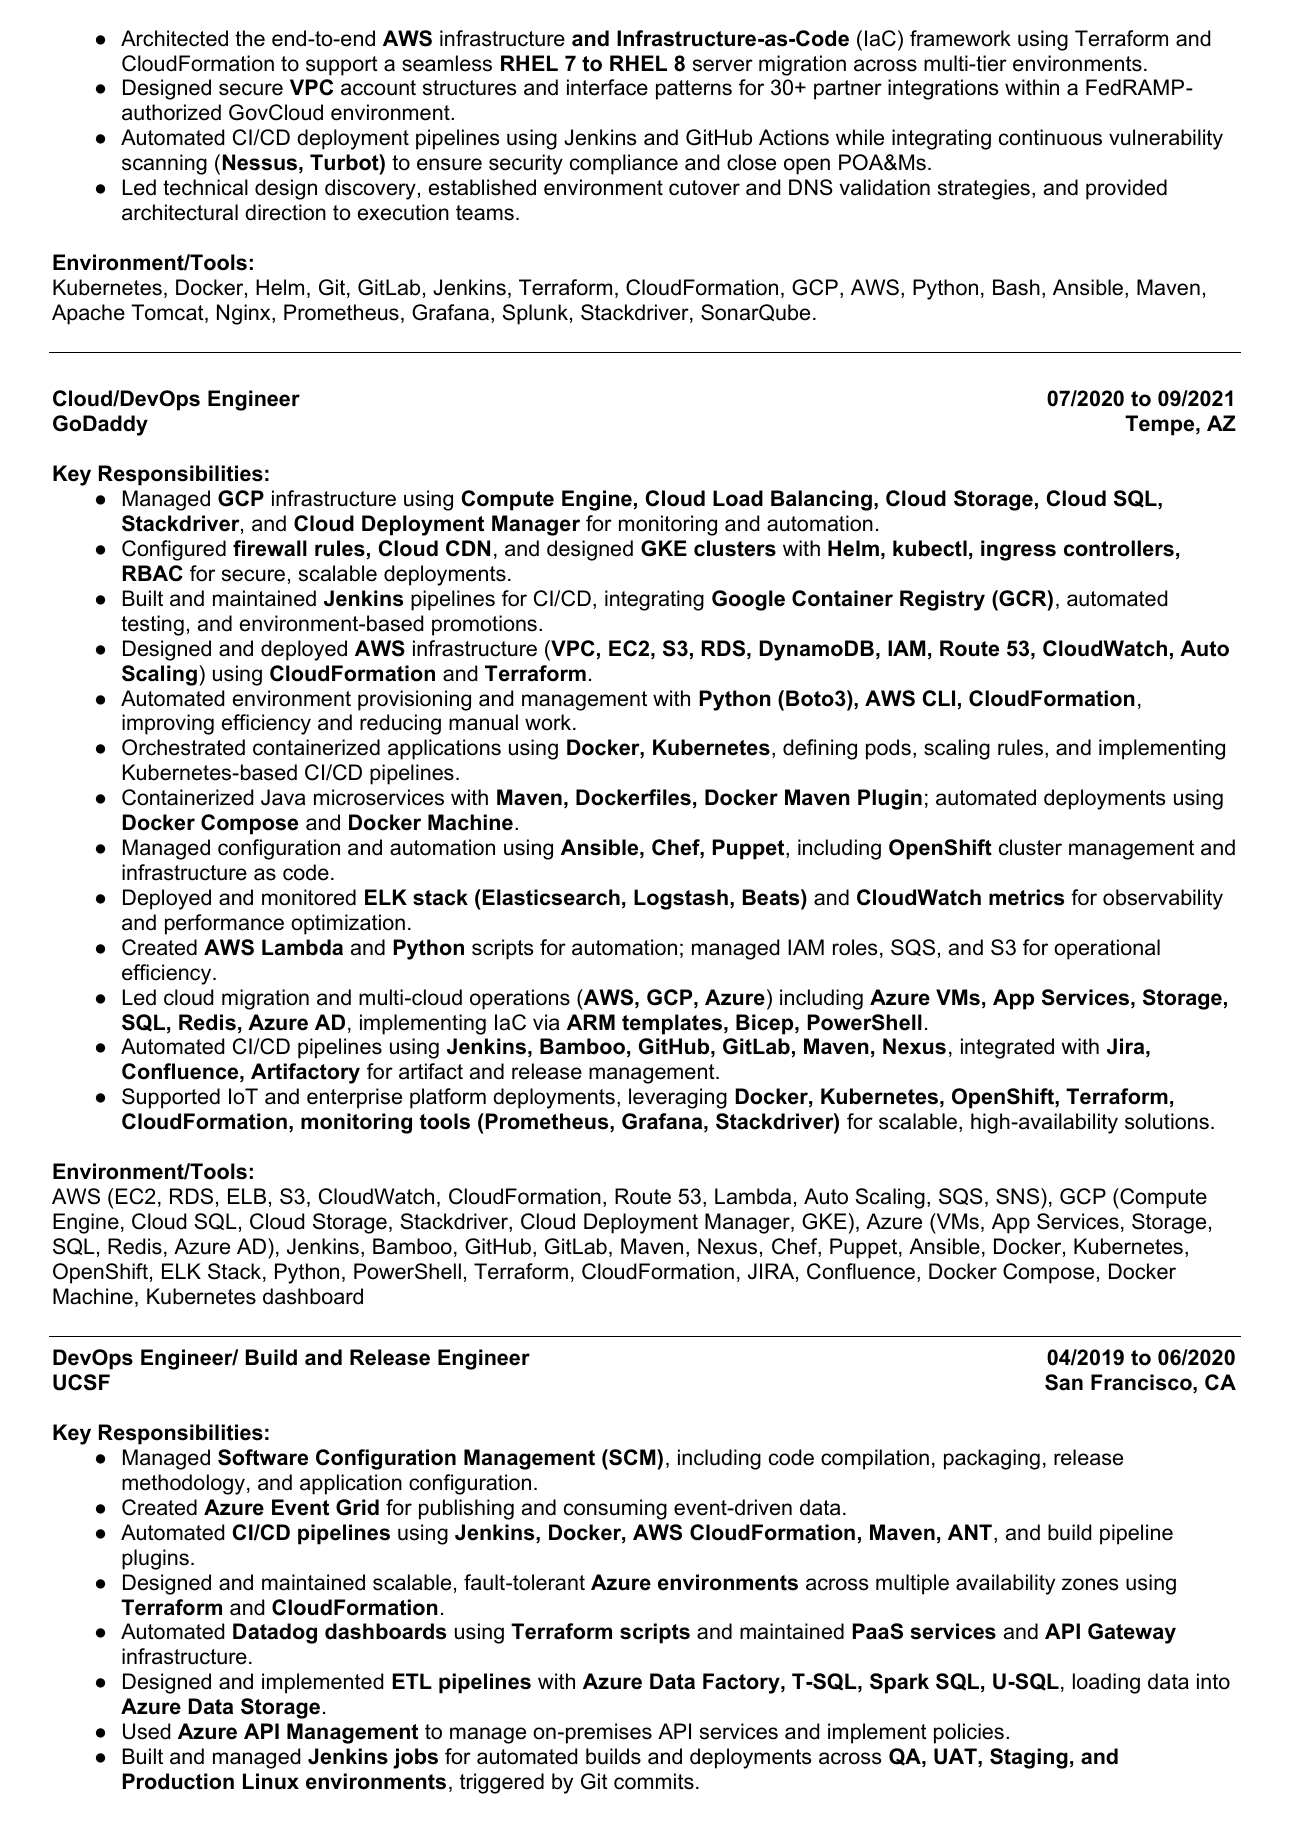 ● Architected the end-to-end AWS infrastructure and Infrastructure-as-Code (IaC) framework using Terraform and
CloudFormation to support a seamless RHEL 7 to RHEL 8 server migration across multi-tier environments.
● Designed secure VPC account structures and interface patterns for 30+ partner integrations within a FedRAMP-
authorized GovCloud environment.
● Automated CI/CD deployment pipelines using Jenkins and GitHub Actions while integrating continuous vulnerability
scanning (Nessus, Turbot) to ensure security compliance and close open POA&Ms.
● Led technical design discovery, established environment cutover and DNS validation strategies, and provided
architectural direction to execution teams.
Environment/Tools:
Kubernetes, Docker, Helm, Git, GitLab, Jenkins, Terraform, CloudFormation, GCP, AWS, Python, Bash, Ansible, Maven,
Apache Tomcat, Nginx, Prometheus, Grafana, Splunk, Stackdriver, SonarQube.
Cloud/DevOps Engineer 07/2020 to 09/2021
GoDaddy Tempe, AZ
Key Responsibilities:
● Managed GCP infrastructure using Compute Engine, Cloud Load Balancing, Cloud Storage, Cloud SQL,
Stackdriver, and Cloud Deployment Manager for monitoring and automation.
● Configured firewall rules, Cloud CDN, and designed GKE clusters with Helm, kubectl, ingress controllers,
RBAC for secure, scalable deployments.
● Built and maintained Jenkins pipelines for CI/CD, integrating Google Container Registry (GCR), automated
testing, and environment-based promotions.
● Designed and deployed AWS infrastructure (VPC, EC2, S3, RDS, DynamoDB, IAM, Route 53, CloudWatch, Auto
Scaling) using CloudFormation and Terraform.
● Automated environment provisioning and management with Python (Boto3), AWS CLI, CloudFormation,
improving efficiency and reducing manual work.
● Orchestrated containerized applications using Docker, Kubernetes, defining pods, scaling rules, and implementing
Kubernetes-based CI/CD pipelines.
● Containerized Java microservices with Maven, Dockerfiles, Docker Maven Plugin; automated deployments using
Docker Compose and Docker Machine.
● Managed configuration and automation using Ansible, Chef, Puppet, including OpenShift cluster management and
infrastructure as code.
● Deployed and monitored ELK stack (Elasticsearch, Logstash, Beats) and CloudWatch metrics for observability
and performance optimization.
● Created AWS Lambda and Python scripts for automation; managed IAM roles, SQS, and S3 for operational
efficiency.
● Led cloud migration and multi-cloud operations (AWS, GCP, Azure) including Azure VMs, App Services, Storage,
SQL, Redis, Azure AD, implementing IaC via ARM templates, Bicep, PowerShell.
● Automated CI/CD pipelines using Jenkins, Bamboo, GitHub, GitLab, Maven, Nexus, integrated with Jira,
Confluence, Artifactory for artifact and release management.
● Supported IoT and enterprise platform deployments, leveraging Docker, Kubernetes, OpenShift, Terraform,
CloudFormation, monitoring tools (Prometheus, Grafana, Stackdriver) for scalable, high-availability solutions.
Environment/Tools:
AWS (EC2, RDS, ELB, S3, CloudWatch, CloudFormation, Route 53, Lambda, Auto Scaling, SQS, SNS), GCP (Compute
Engine, Cloud SQL, Cloud Storage, Stackdriver, Cloud Deployment Manager, GKE), Azure (VMs, App Services, Storage,
SQL, Redis, Azure AD), Jenkins, Bamboo, GitHub, GitLab, Maven, Nexus, Chef, Puppet, Ansible, Docker, Kubernetes,
OpenShift, ELK Stack, Python, PowerShell, Terraform, CloudFormation, JIRA, Confluence, Docker Compose, Docker
Machine, Kubernetes dashboard
DevOps Engineer/ Build and Release Engineer 04/2019 to 06/2020
UCSF San Francisco, CA
Key Responsibilities:
● Managed Software Configuration Management (SCM), including code compilation, packaging, release
methodology, and application configuration.
● Created Azure Event Grid for publishing and consuming event-driven data.
● Automated CI/CD pipelines using Jenkins, Docker, AWS CloudFormation, Maven, ANT, and build pipeline
plugins.
● Designed and maintained scalable, fault-tolerant Azure environments across multiple availability zones using
Terraform and CloudFormation.
● Automated Datadog dashboards using Terraform scripts and maintained PaaS services and API Gateway
infrastructure.
● Designed and implemented ETL pipelines with Azure Data Factory, T-SQL, Spark SQL, U-SQL, loading data into
Azure Data Storage.
● Used Azure API Management to manage on-premises API services and implement policies.
● Built and managed Jenkins jobs for automated builds and deployments across QA, UAT, Staging, and
Production Linux environments, triggered by Git commits.